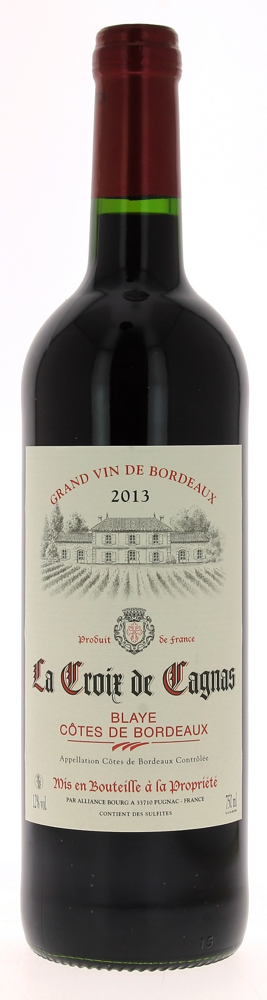 GRAND VIN DE BORDEAUX
2013
Produit de france
La Croix de Cagnas
BLAYE
CÔTES DE BORDEAUX
Appellation Côtes de Bordeaux Contrôlée
Mis en Bouteille à la Propriété
12% vol.
PAR ALLIANCE BOURG A 33710 PUGNAC - FRANCE
750 ml
CONTIENT DES SULFITES
15